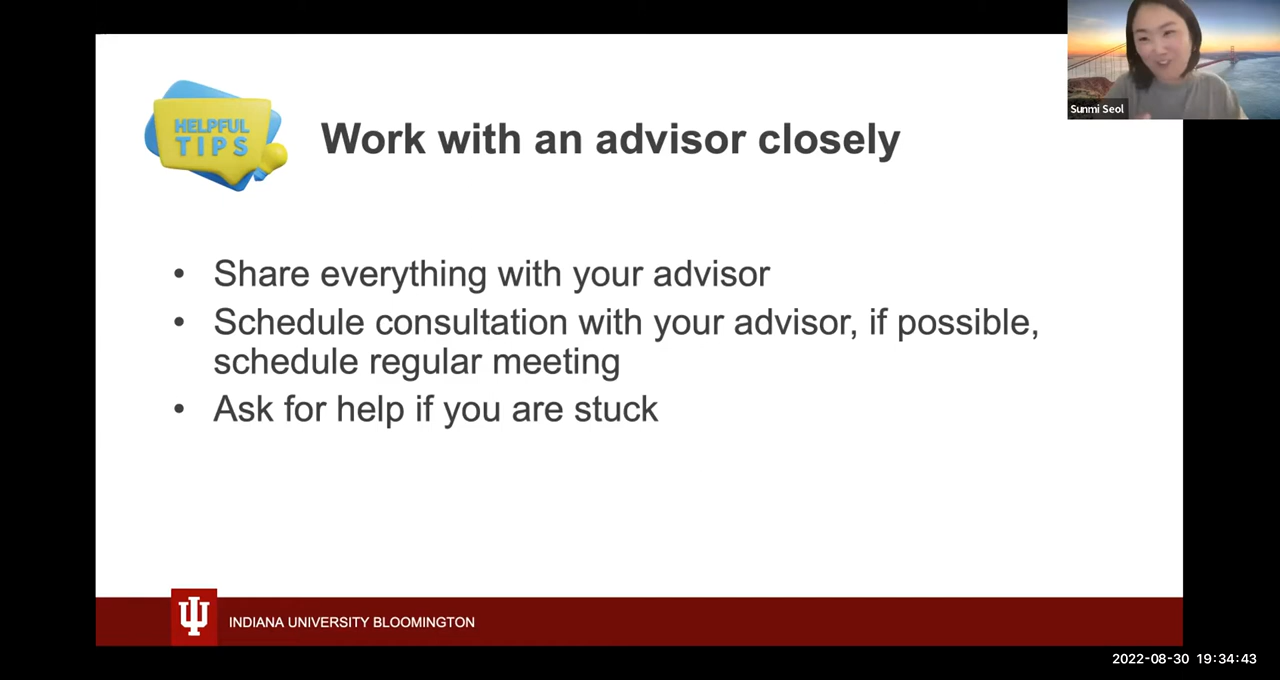 Sunmi Seol
HELPFUL
TIPS
Work with an advisor closely
• Share everything with your advisor
• Schedule consultation with your advisor, if possible,
schedule regular meeting
• Ask for help if you are stuck
INDIANA UNIVERSITY BLOOMINGTON
2022-08-30 19:34:43